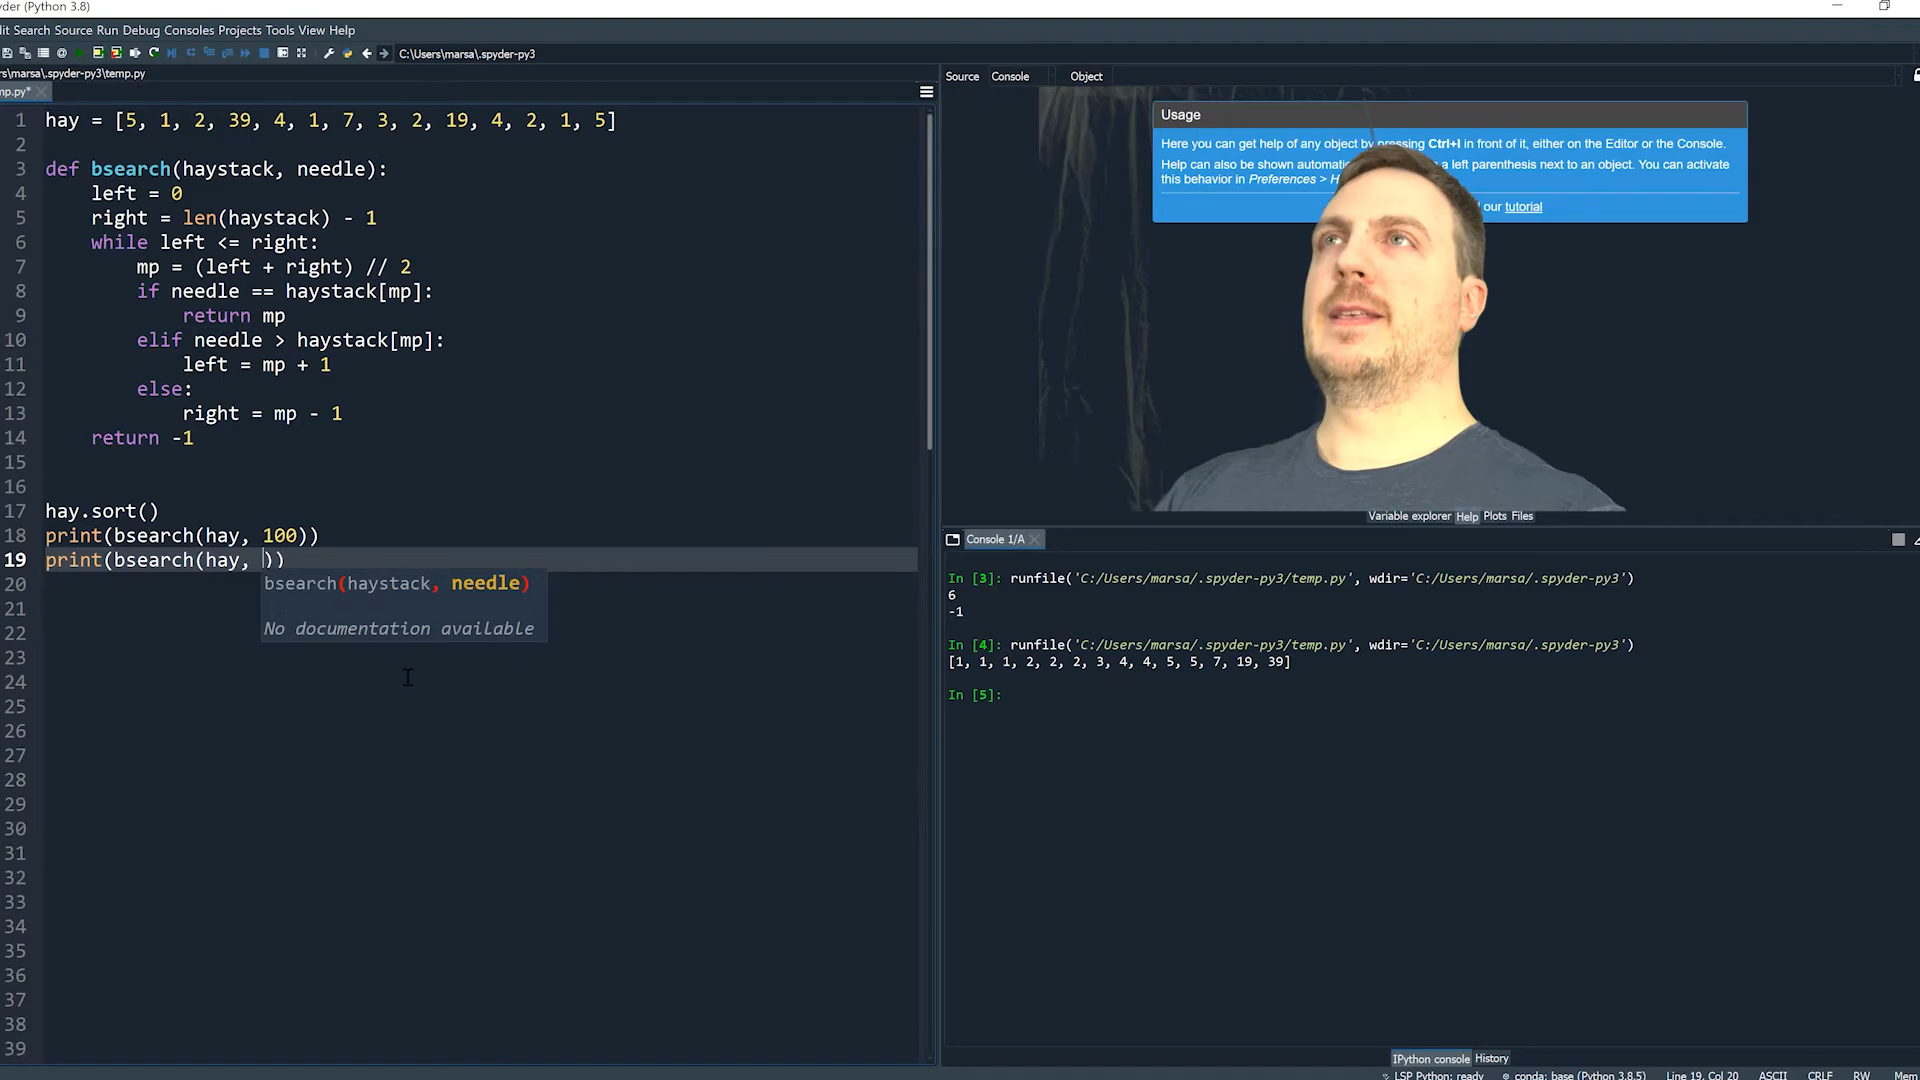 yder (Python 3.8)
it Search Source Run Debug Consoles Projects Tools View Help
C:\Users\marsa\.spyder-py3
rs\marsa\.spyder-py3\temp.py
mp.py*
1 hay = [5, 1, 2, 39, 4, 1, 7, 3, 2, 19, 4, 2, 1, 5]
2
3 def bsearch(haystack, needle):
4 left = 0
5 right = len(haystack) - 1
6 while left <= right:
7 mp = (left + right) // 2
8 if needle == haystack[mp]:
9 return mp
10 elif needle > haystack[mp]:
11 left = mp + 1
12 else:
13 right = mp - 1
14 return -1
15
16
17 hay.sort()
18 print(bsearch(hay, 100))
19 print(bsearch(hay, ))
20 bsearch(haystack, needle)
21
22 No documentation available
23
24
25
26
27
28
29
30
31
32
33
34
35
36
37
38
39
Source Console Object
Usage
Here you can get help of any object by pressing Ctrl+I in front of it, either on the Editor or the Console.
Help can also be shown automatic a left parenthesis next to an object. You can activate
this behavior in Preferences > H
our tutorial
Variable explorer Help Plots Files
Console 1/A
In [3]: runfile('C:/Users/marsa/.spyder-py3/temp.py', wdir='C:/Users/marsa/.spyder-py3')
6
-1
In [4]: runfile('C:/Users/marsa/.spyder-py3/temp.py', wdir='C:/Users/marsa/.spyder-py3')
[1, 1, 1, 2, 2, 2, 3, 4, 4, 5, 5, 7, 19, 39]
In [5]:
IPython console History
LSP Python: ready conda: base (Python 3.8.5) Line 19, Col 20 ASCII CRLF RW Mem